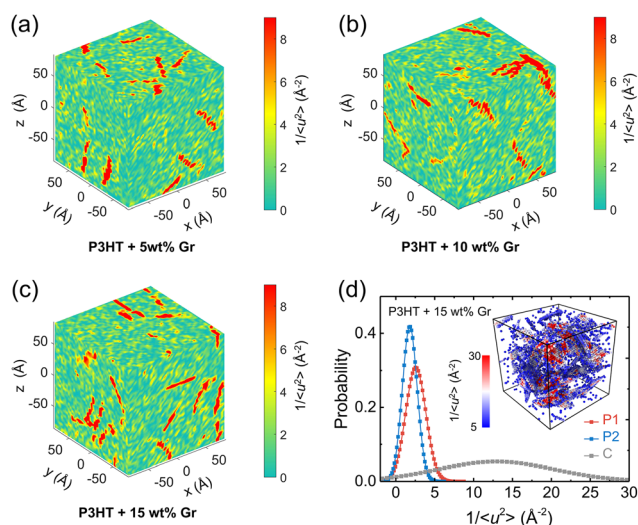 (a)
50
0
-50
z (Å)
50
0
-50
y (Å)
-50
0
50
x (Å)
8
6
4
2
0
1/<u²> (Å⁻²)
P3HT + 5wt% Gr
(b)
50
0
-50
z (Å)
50
0
-50
y (Å)
-50
0
50
x (Å)
8
6
4
2
0
1/<u²> (Å⁻²)
P3HT + 10 wt% Gr
(c)
50
0
-50
z (Å)
50
0
-50
y (Å)
-50
0
50
x (Å)
8
6
4
2
0
1/<u²> (Å⁻²)
P3HT + 15 wt% Gr
(d)
P3HT + 15 wt% Gr
30
5
1/<u²> (Å⁻²)
P1
P2
C
0.4
0.2
0.0
Probability
0 5 10 15 20 25 30
1/<u²> (Å⁻²)